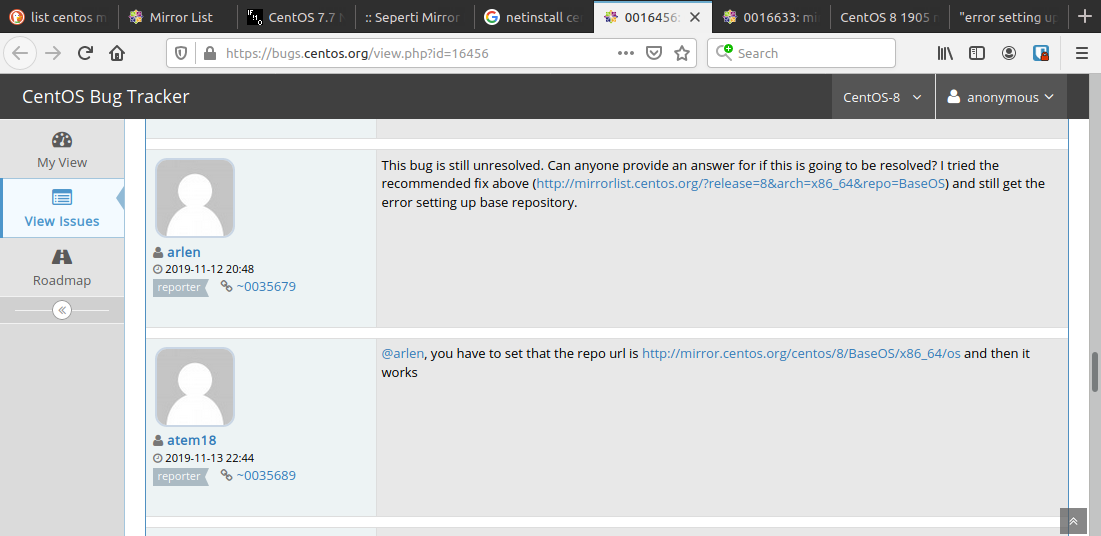 list centos m
Mirror List
CentOS 7.7 N
:: Seperti Mirror
netinstall ce
0016456:
0016633: mi
CentOS 8 1905 r
"error setting up
https://bugs.centos.org/view.php?id=16456
Search
CentOS Bug Tracker
CentOS-8
anonymous
My View
View Issues
Roadmap
arlen
2019-11-12 20:48
reporter
~0035679
This bug is still unresolved. Can anyone provide an answer for if this is going to be resolved? I tried the
recommended fix above (http://mirrorlist.centos.org/?release=8&arch=x86_64&repo=BaseOS) and still get the
error setting up base repository.
atem18
2019-11-13 22:44
reporter
~0035689
@arlen, you have to set that the repo url is http://mirror.centos.org/centos/8/BaseOS/x86_64/os and then it
works